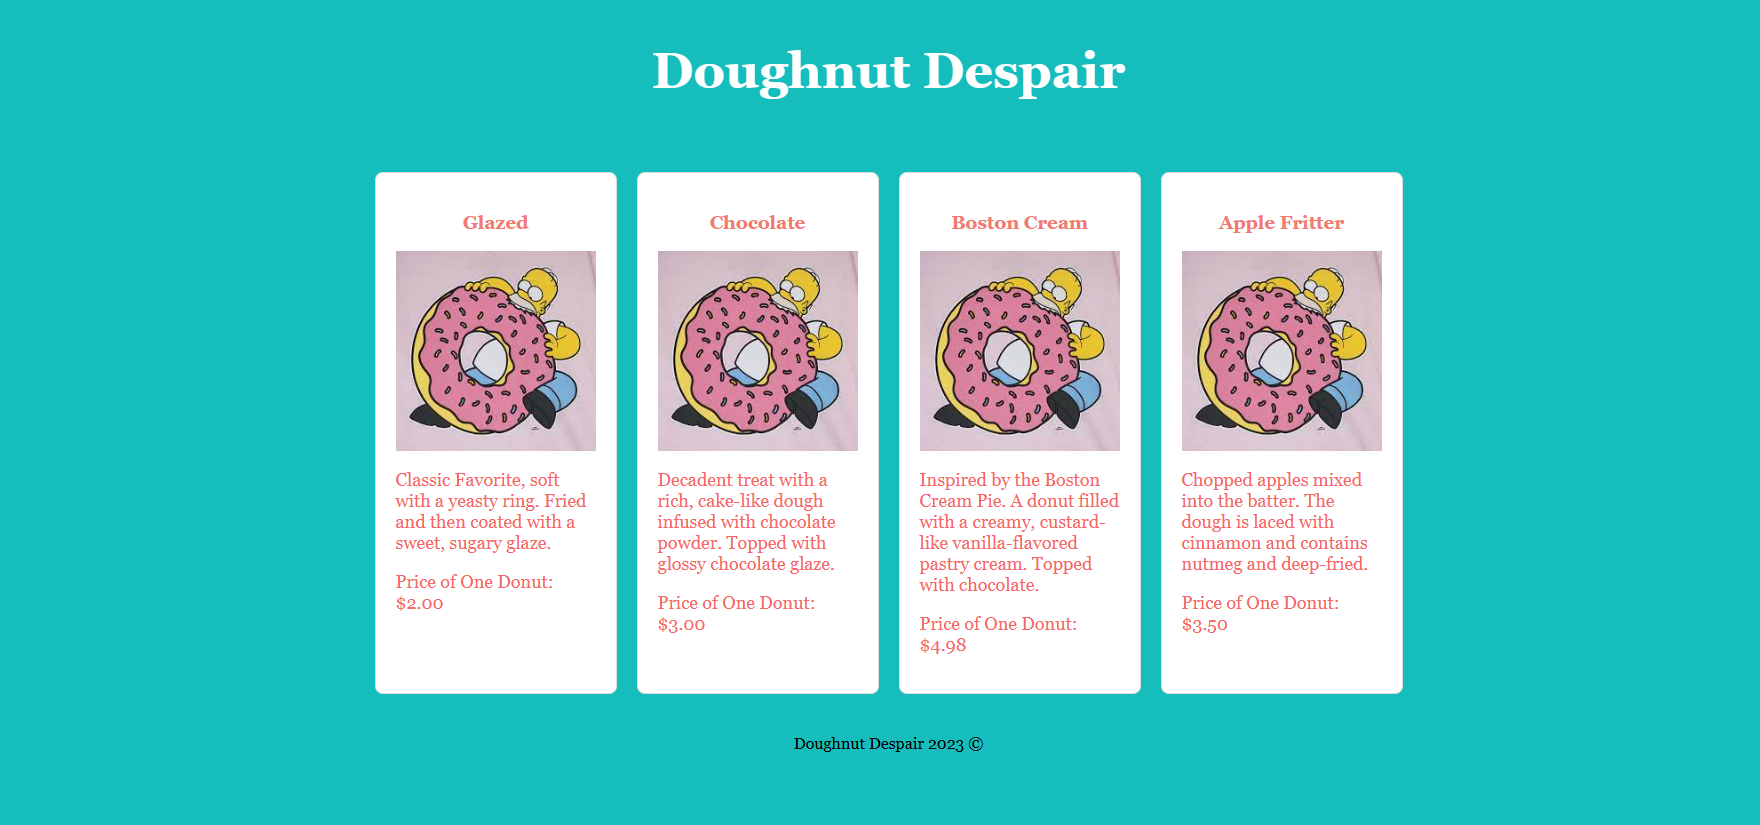 Doughnut Despair
Glazed
Classic Favorite, soft
with a yeasty ring. Fried
and then coated with a
sweet, sugary glaze.
Price of One Donut:
$2.00
Chocolate
Decadent treat with a
rich, cake-like dough
infused with chocolate
powder. Topped with
glossy chocolate glaze.
Price of One Donut:
$3.00
Boston Cream
Inspired by the Boston
Cream Pie. A donut filled
with a creamy, custard-
like vanilla-flavored
pastry cream. Topped
with chocolate.
Price of One Donut:
$4.98
Apple Fritter
Chopped apples mixed
into the batter. The
dough is laced with
cinnamon and contains
nutmeg and deep-fried.
Price of One Donut:
$3.50
Doughnut Despair 2023 ©